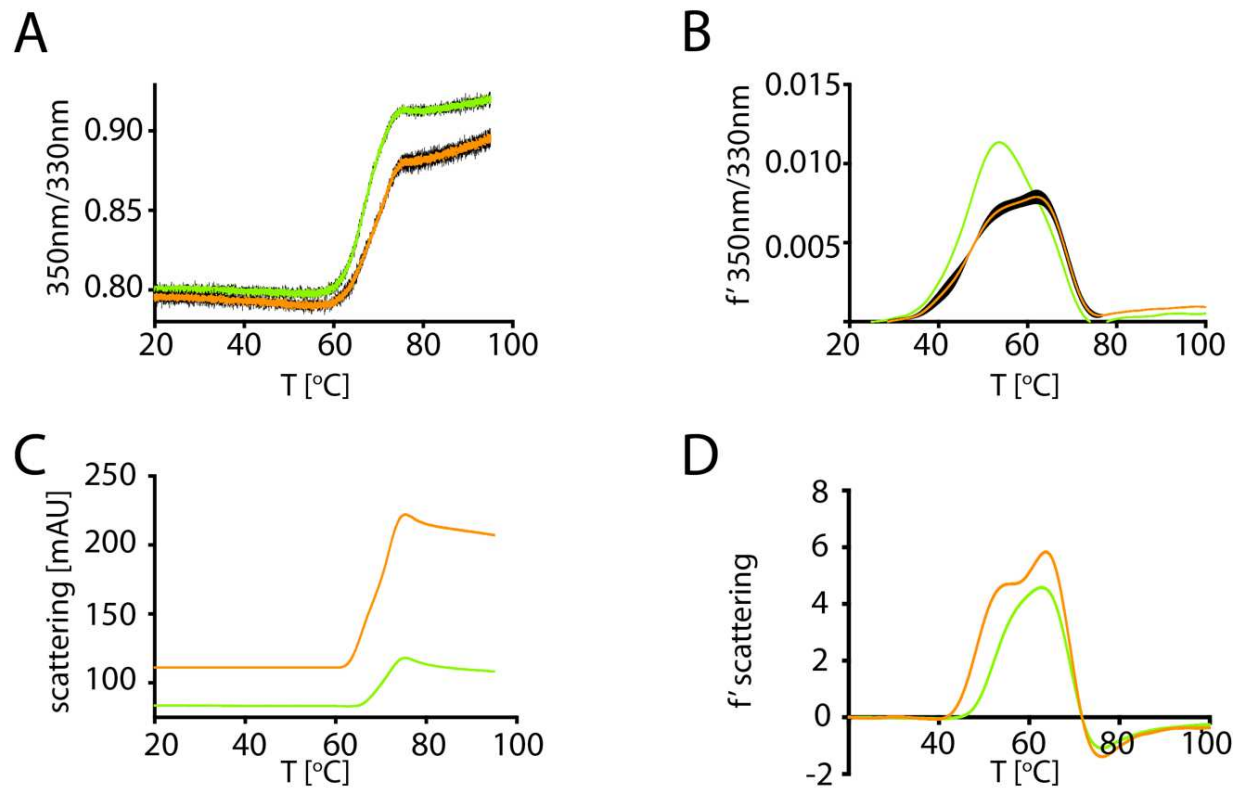 A
350nm/330nm
0.90
0.85
0.80
20 40 60 80 100
T [°C]
B
f' 350nm/330nm
0.015
0.010
0.005
20 40 60 80 100
T [°C]
C
scattering [mAU]
250
200
150
100
20 40 60 80 100
T [°C]
D
f' scattering
8
6
4
2
0
-2
40 60 80 100
T [°C]